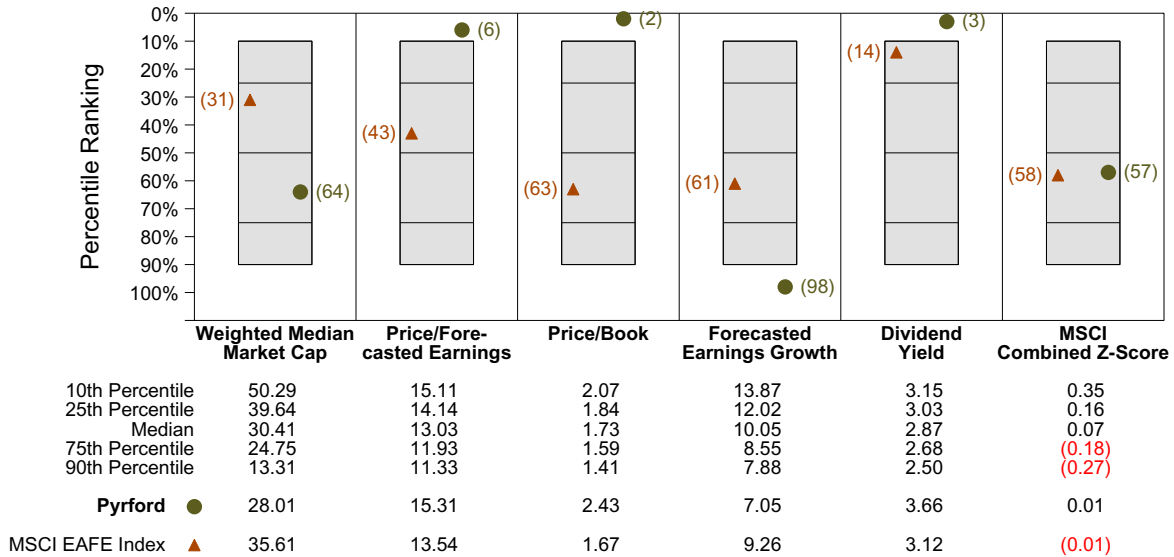 Percentile Ranking
0%
10%
20%
30%
40%
50%
60%
70%
80%
90%
100%
(31)
(64)
(6)
(43)
(2)
(63)
(61)
(98)
(3)
(14)
(58)
(57)
Weighted Median
Market Cap
Price/Fore-
casted Earnings
Price/Book
Forecasted
Earnings Growth
Dividend
Yield
MSCI
Combined Z-Score
10th Percentile 50.29 15.11 2.07 13.87 3.15 0.35
25th Percentile 39.64 14.14 1.84 12.02 3.03 0.16
Median 30.41 13.03 1.73 10.05 2.87 0.07
75th Percentile 24.75 11.93 1.59 8.55 2.68 (0.18)
90th Percentile 13.31 11.33 1.41 7.88 2.50 (0.27)
Pyrford 28.01 15.31 2.43 7.05 3.66 0.01
MSCI EAFE Index 35.61 13.54 1.67 9.26 3.12 (0.01)